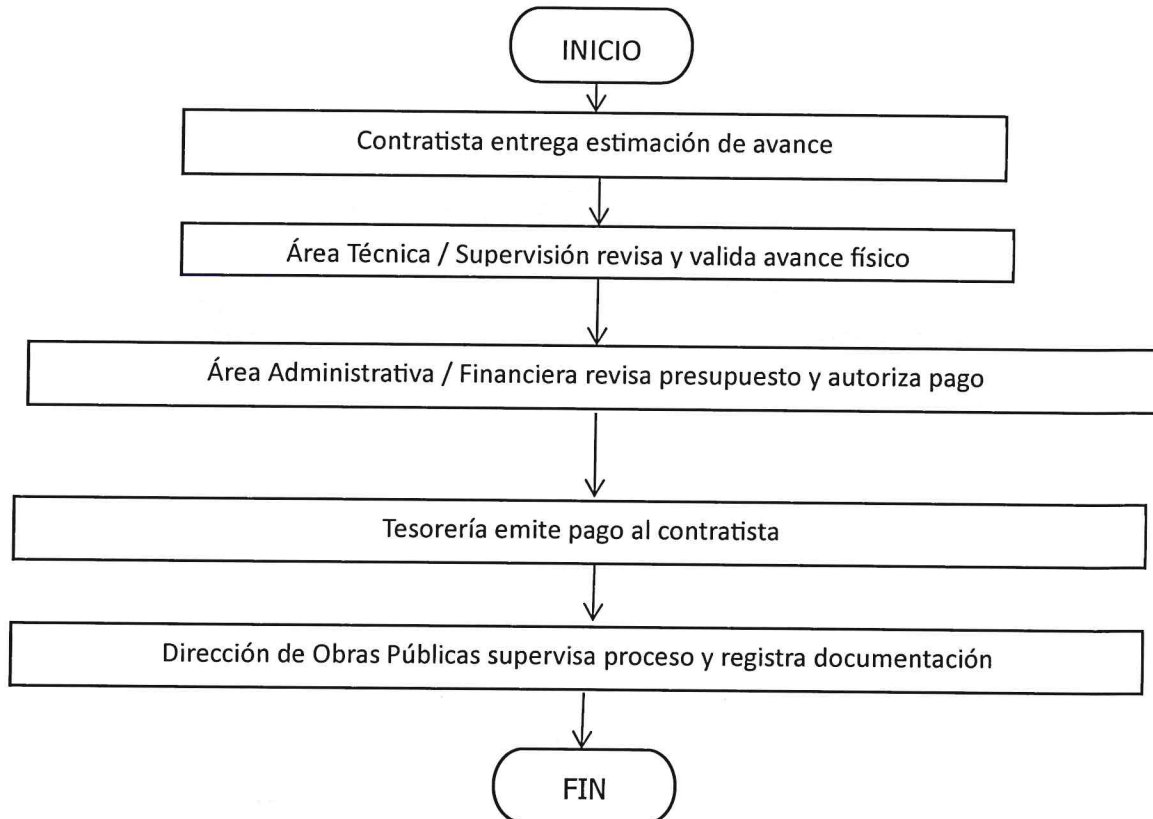 INICIO
Contratista entrega estimación de avance
Área Técnica / Supervisión revisa y valida avance físico
Área Administrativa / Financiera revisa presupuesto y autoriza pago
Tesorería emite pago al contratista
Dirección de Obras Públicas supervisa proceso y registra documentación
FIN